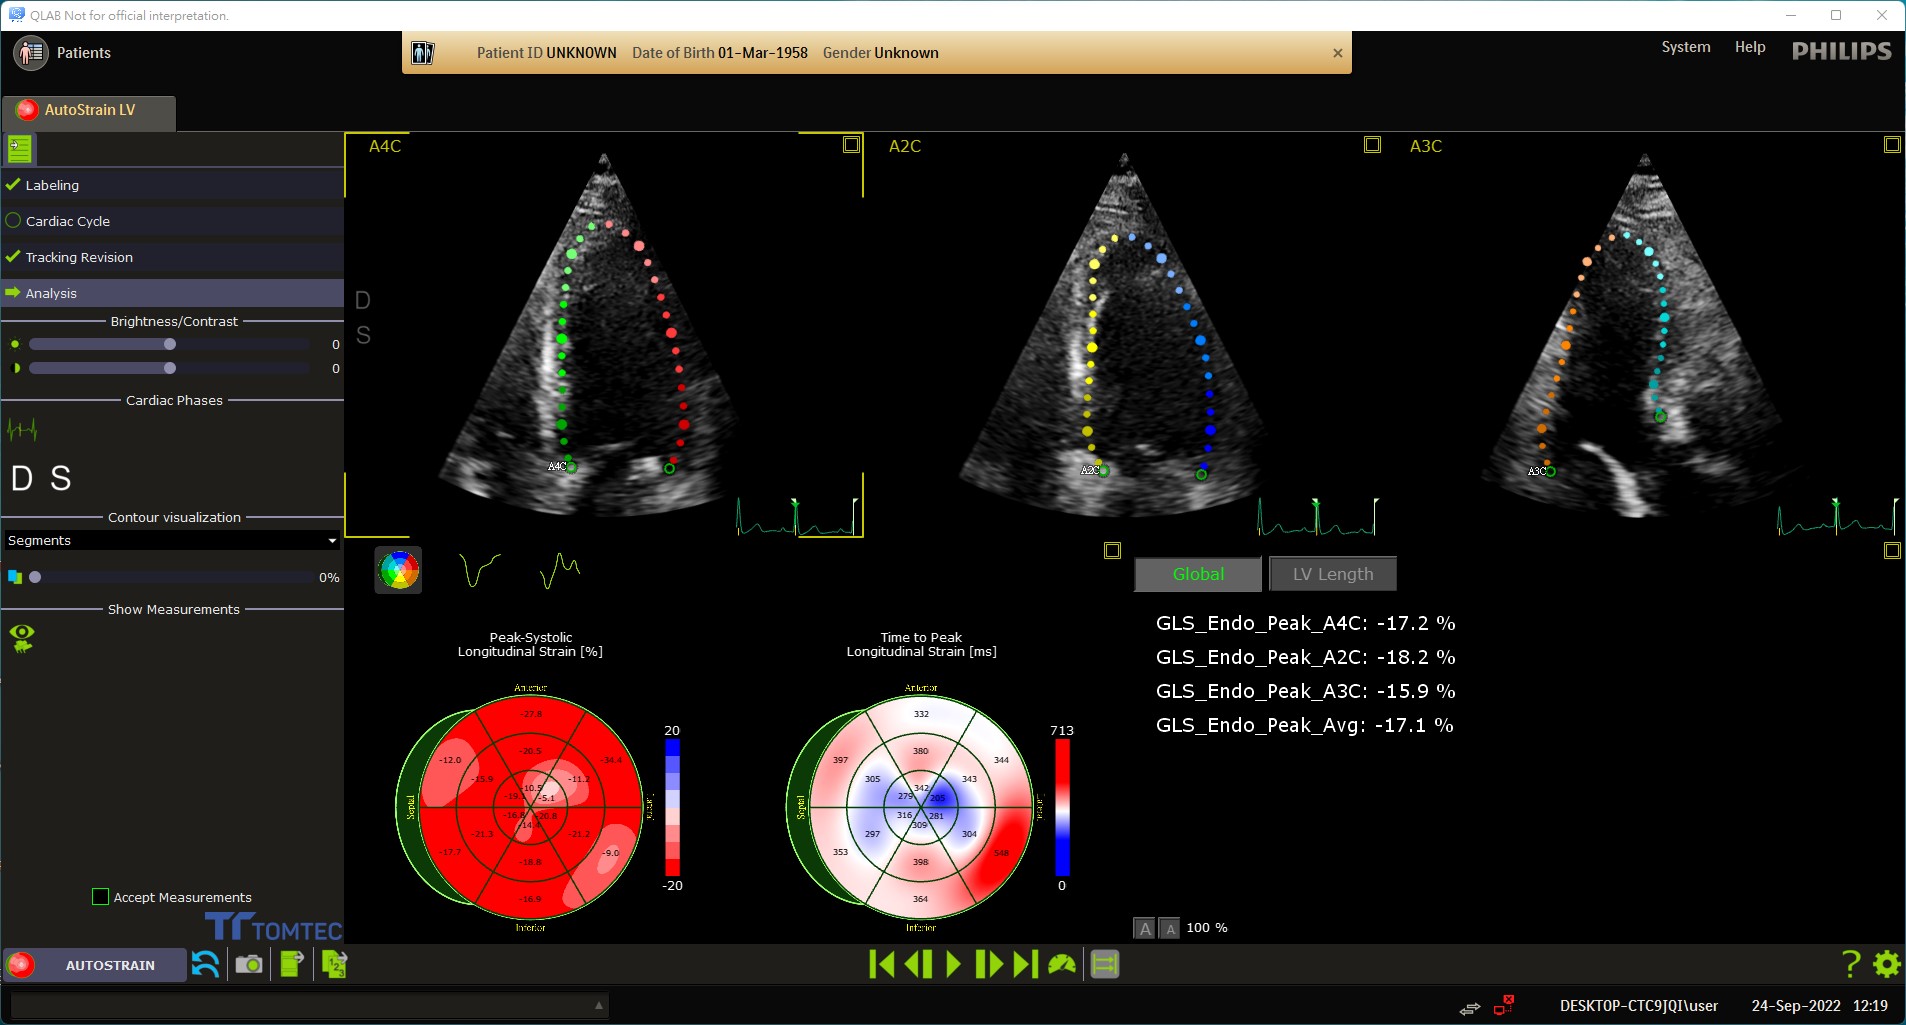 QLAB Not for official interpretation.
Patients
Patient ID UNKNOWN Date of Birth 01-Mar-1958 Gender Unknown
System Help PHILIPS
AutoStrain LV
Labeling
Cardiac Cycle
Tracking Revision
Analysis
Brightness/Contrast
0
0
Cardiac Phases
D S
Contour visualization
Segments
0%
Show Measurements
Accept Measurements
TOMTEC
A4C
D
S
A4C
A2C
A2C
A3C
A3C
Peak-Systolic
Longitudinal Strain [%]
Anterior
-27.8
-12.0
-20.5
-34.4
-15.9
-11.2
-10.5
-19.1
-5.1
Septal
-16.8
-20.8
-14.4
-21.3
-21.2
-17.7
-18.8
-9.0
-16.9
Inferior
20
-20
Time to Peak
Longitudinal Strain [ms]
Anterior
332
397
380
344
305
343
342
279
205
Septal
316
281
309
297
304
353
398
548
364
Inferior
713
0
Global LV Length
GLS_Endo_Peak_A4C: -17.2 %
GLS_Endo_Peak_A2C: -18.2 %
GLS_Endo_Peak_A3C: -15.9 %
GLS_Endo_Peak_Avg: -17.1 %
A A 100 %
AUTOSTRAIN
DESKTOP-CTC9JQI\user 24-Sep-2022 12:19